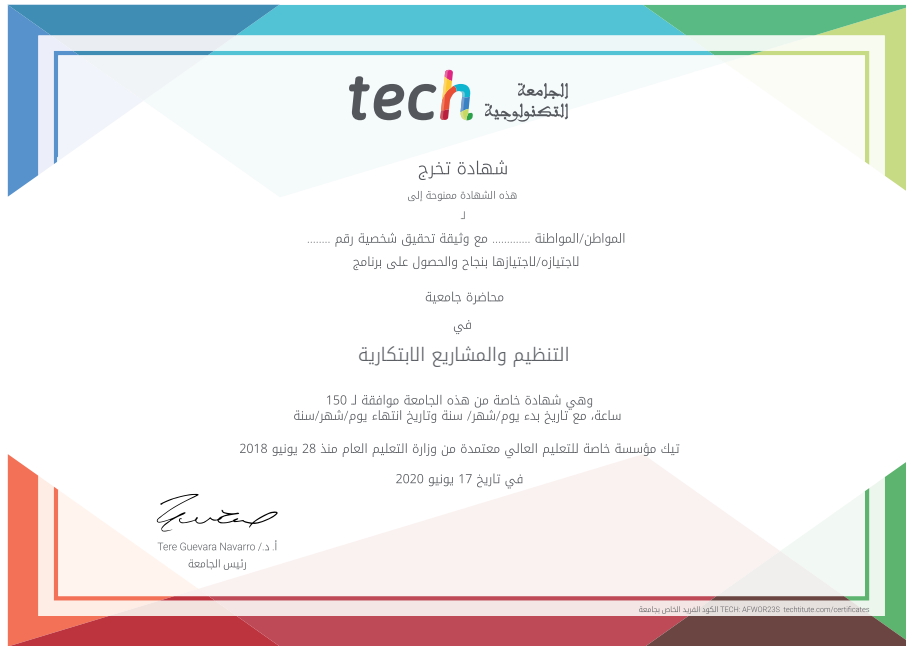 tech الجامعة
التكنولوجية
شهادة تخرج
هذه الشهادة ممنوحة إلى
لـ
المواطن/المواطنة ............. مع وثيقة تحقيق شخصية رقم ........
لاجتيازه/لاجتيازها بنجاح والحصول على برنامج
محاضرة جامعية
في
التنظيم والمشاريع الابتكارية
وهي شهادة خاصة من هذه الجامعة موافقة لـ 150
ساعة، مع تاريخ بدء يوم/شهر/ سنة وتاريخ انتهاء يوم/شهر/سنة
تيك مؤسسة خاصة للتعليم العالي معتمدة من وزارة التعليم العام منذ 28 يونيو 2018
في تاريخ 17 يونيو 2020
أ. د./ Tere Guevara Navarro
رئيس الجامعة
الكود الفريد الخاص بجامعة TECH: AFWOR23S. techtitute.com/certificates